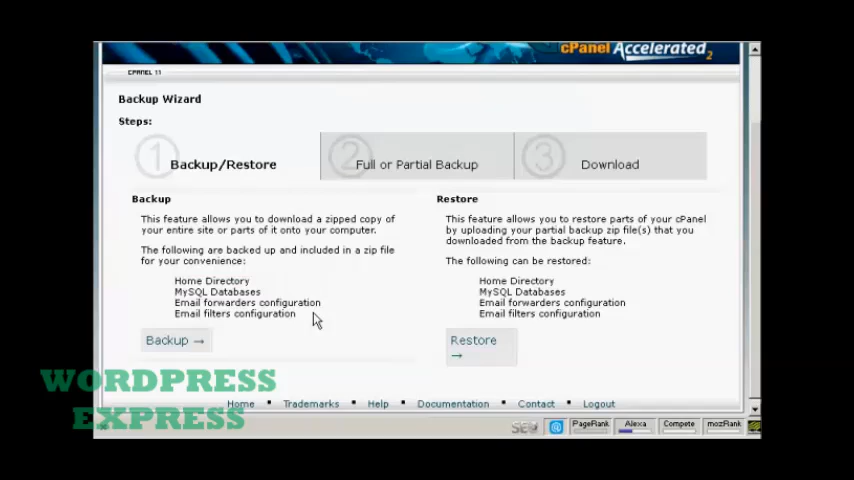 cPanel Accelerated2
CPANEL 11
Backup Wizard
Steps:
1 Backup/Restore
2 Full or Partial Backup
3 Download
Backup
This feature allows you to download a zipped copy of
your entire site or parts of it onto your computer.
The following are backed up and included in a zip file
for your convenience:
Home Directory
MySQL Databases
Email forwarders configuration
Email filters configuration
Backup →
Restore
This feature allows you to restore parts of your cPanel
by uploading your partial backup zip file(s) that you
downloaded from the backup feature.
The following can be restored:
Home Directory
MySQL Databases
Email forwarders configuration
Email filters configuration
Restore
→
WORDPRESS
EXPRESS
Home ▪ Trademarks ▪ Help ▪ Documentation ▪ Contact ▪ Logout
PageRank Alexa Compete mozRank